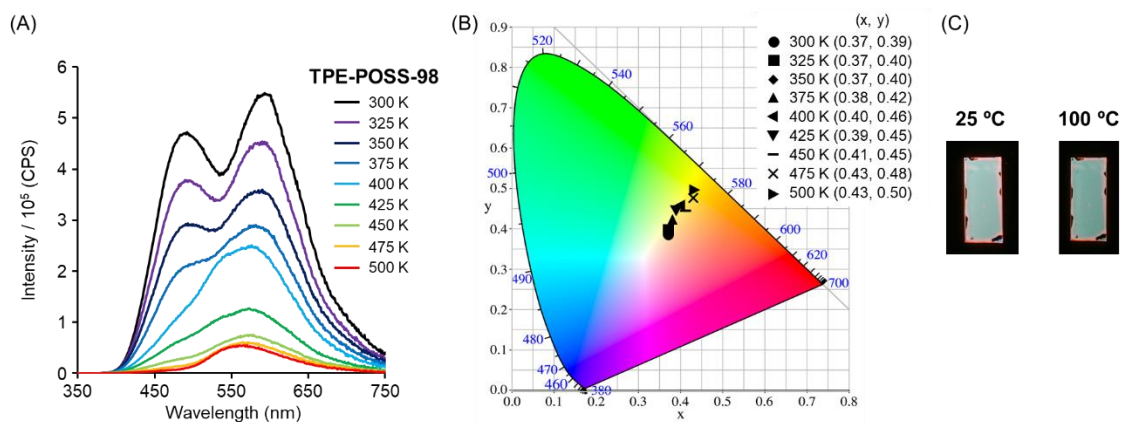 (A)
TPE-POSS-98
300 K
325 K
350 K
375 K
400 K
425 K
450 K
475 K
500 K
6
5
4
3
2
1
0
350
450
550
650
750
Intensity / 10⁵ (CPS)
Wavelength (nm)
(B)
(x, y)
300 K (0.37, 0.39)
325 K (0.37, 0.40)
350 K (0.37, 0.40)
375 K (0.38, 0.42)
400 K (0.40, 0.46)
425 K (0.39, 0.45)
450 K (0.41, 0.45)
475 K (0.43, 0.48)
500 K (0.43, 0.50)
0.9
0.8
0.7
0.6
0.5
0.4
0.3
0.2
0.1
0.0
y
520
540
560
580
600
620
700
500
490
480
470
460
380
0.0
0.1
0.2
0.3
0.4
0.5
0.6
0.7
0.8
x
(C)
25 ºC
100 ºC